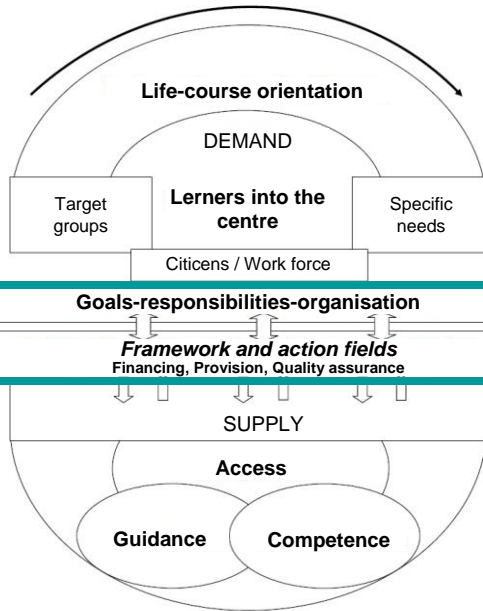 Life-course orientation
DEMAND
Target
groups
Lerners into the
centre
Specific
needs
Citicens / Work force
Goals-responsibilities-organisation
Framework and action fields
Financing, Provision, Quality assurance
SUPPLY
Access
Guidance
Competence